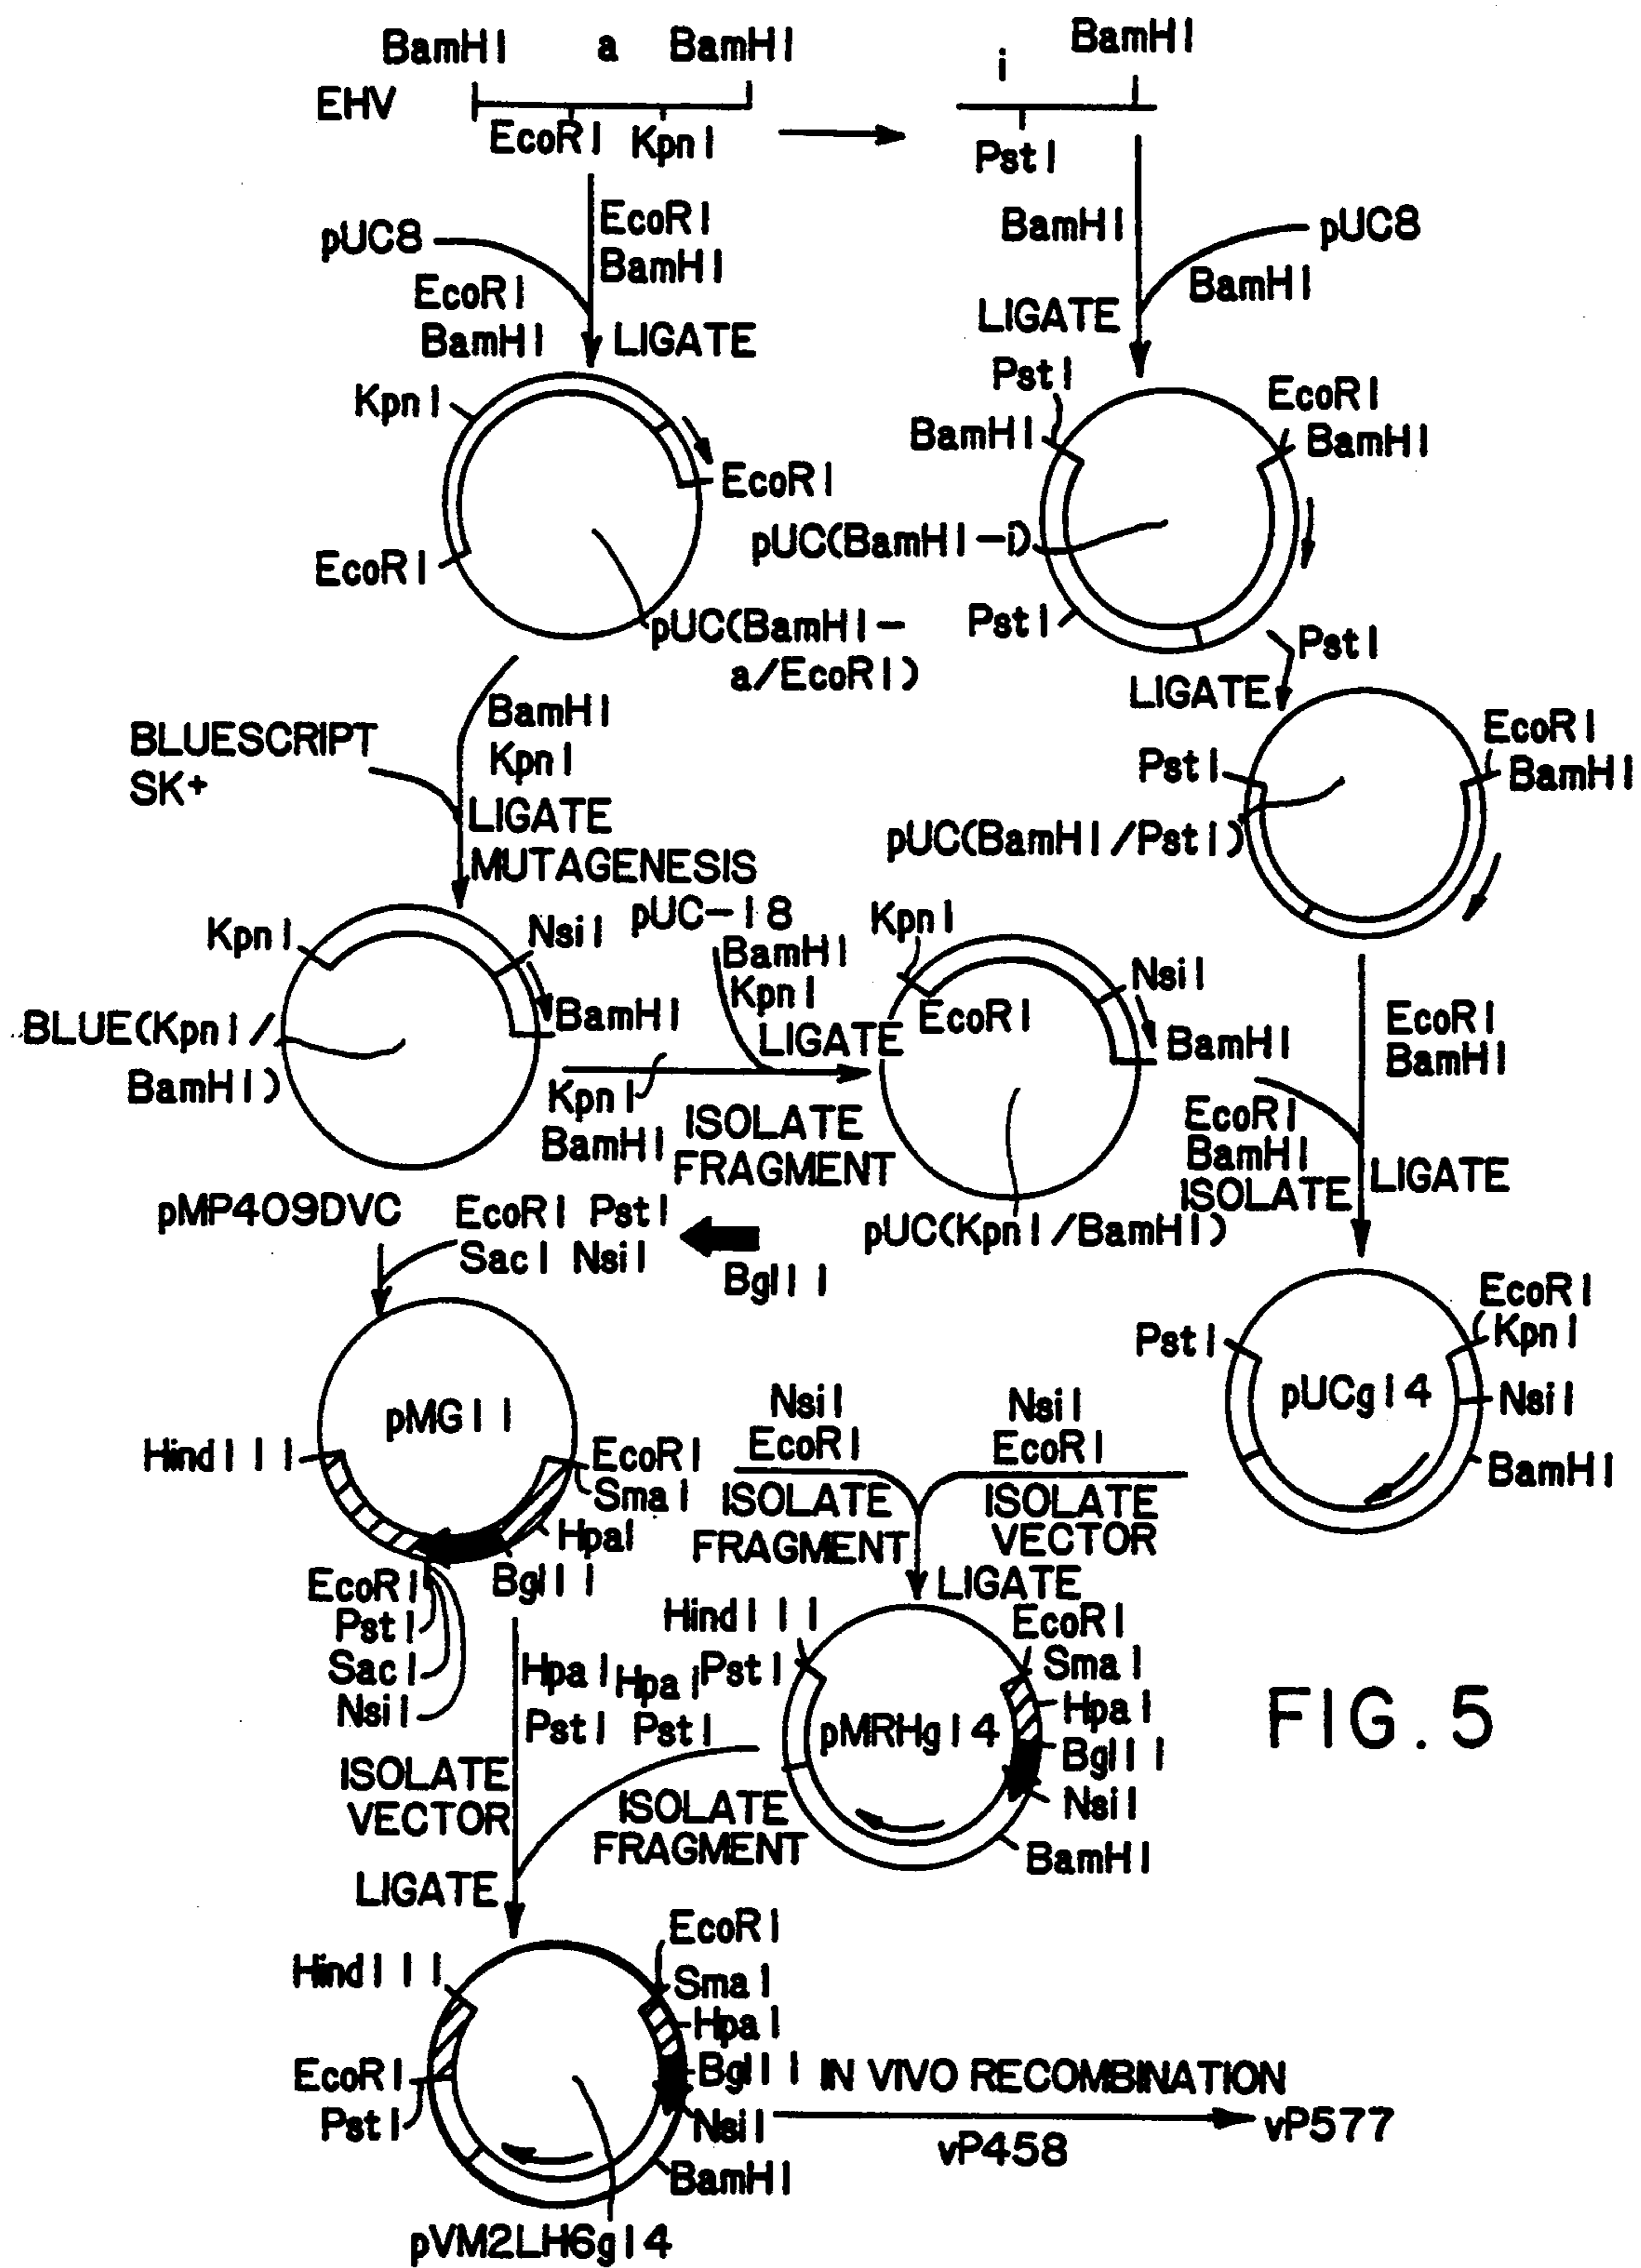 BamHI a BamHI
EHV
EcoRI KpnI
i BamHI
PstI
pUC8
EcoRI
BamHI
EcoRI
BamHI
LIGATE
BamHI
pUC8
BamHI
LIGATE
KpnI
EcoRI
EcoRI
pUC(BamHI-
a/EcoRI)
PstI
BamHI
EcoRI
BamHI
pUC(BamHI-i)
PstI
PstI
LIGATE
BLUESCRIPT
SK+
BamHI
KpnI
LIGATE
MUTAGENESIS
PstI
EcoRI
BamHI
pUC(BamHI/PstI)
KpnI
NsiI
BamHI
BLUE(KpnI/
BamHI)
pUC-18
BamHI
KpnI
LIGATE
KpnI
BamHI
ISOLATE
FRAGMENT
KpnI
EcoRI
NsiI
BamHI
pUC(KpnI/BamHI)
EcoRI
BamHI
EcoRI
BamHI
ISOLATE
LIGATE
pMP409DVC
EcoRI PstI
SacI NsiI
BglII
pMG11
HindIII
EcoRI
SmaI
HpaI
BglII
EcoRI
PstI
SacI
NsiI
PstI
EcoRI
KpnI
pUCg14
NsiI
BamHI
NsiI
EcoRI
ISOLATE
FRAGMENT
NsiI
EcoRI
ISOLATE
VECTOR
LIGATE
HindIII
PstI
EcoRI
SmaI
HpaI
pMRHg14
BglII
NsiI
BamHI
HpaI
PstI
HpaI
PstI
ISOLATE
VECTOR
ISOLATE
FRAGMENT
LIGATE
FIG. 5
HindIII
EcoRI
SmaI
HpaI
EcoRI
PstI
BglII
NsiI
BamHI
pVM2LH6g14
IN VIVO RECOMBINATION
vP458
vP577